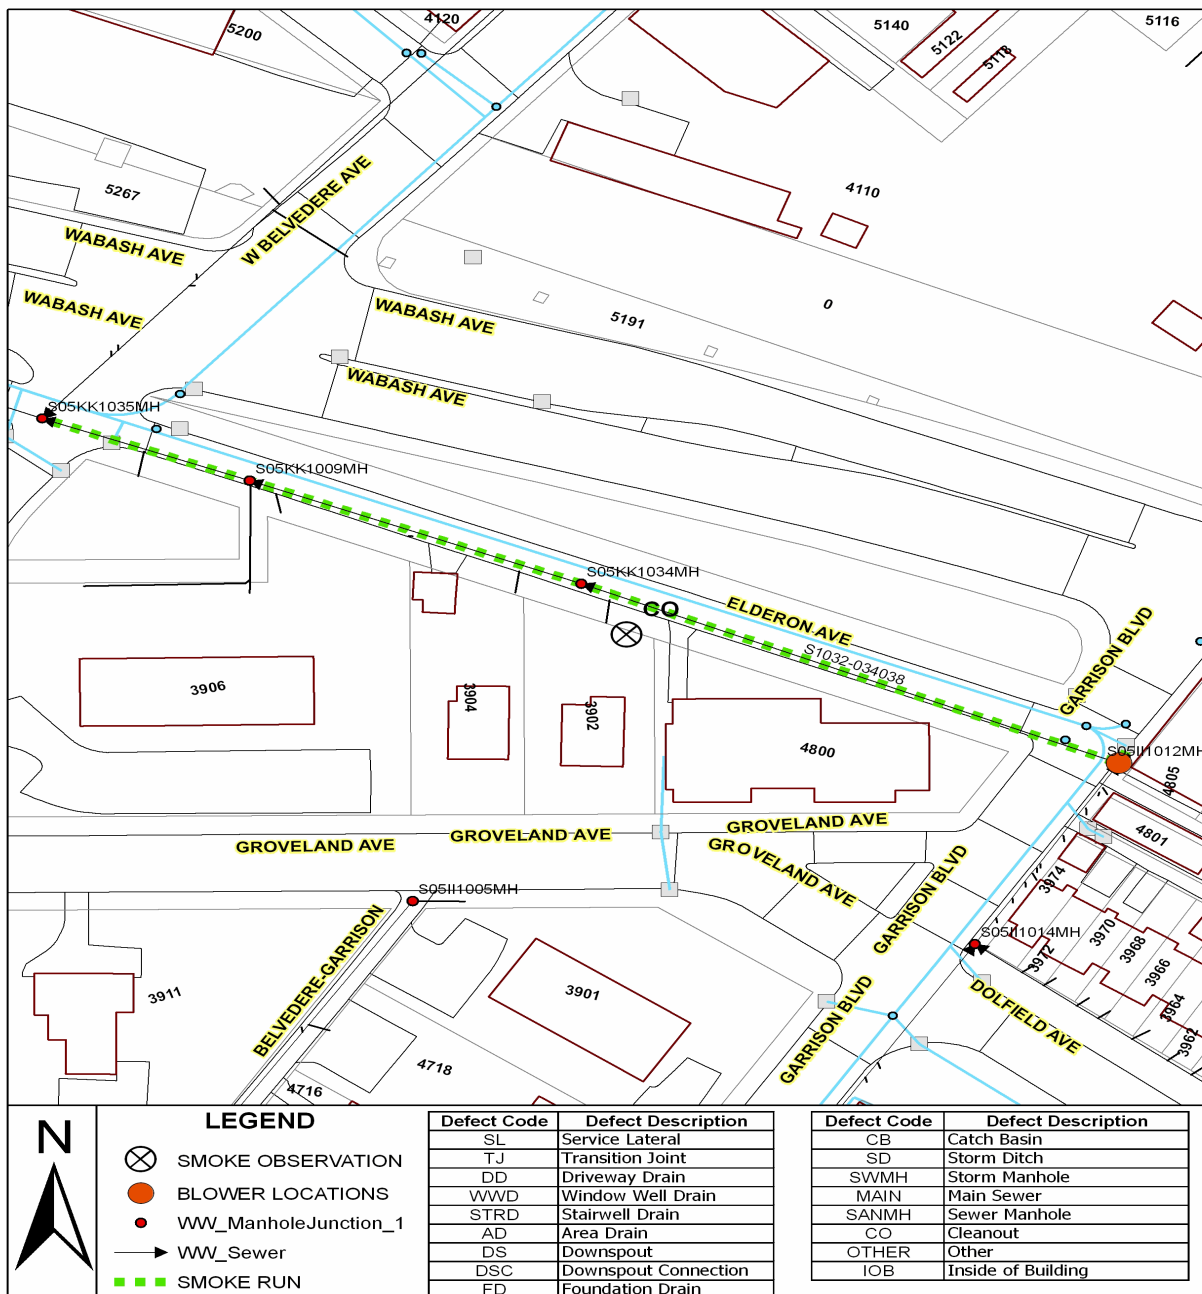 5200
4120
5140
5122
5118
5116
5267
W BELVEDERE AVE
4110
WABASH AVE
WABASH AVE
WABASH AVE
5191
0
WABASH AVE
S05KK1035MH
S05KK1009MH
S05KK1034MH
CO
ELDERON AVE
S1032-034038
GARRISON BLVD
3906
3904
3902
4800
S05II1012MH
4805
4801
GROVELAND AVE
GROVELAND AVE
GROVELAND AVE
GROVELAND AVE
GARRISON BLVD
3974
S05II1005MH
S05II1014MH
3972
3970
3968
3966
3964
3962
BELVEDERE-GARRISON
3911
3901
GARRISON BLVD
DOLFIELD AVE
4718
4716
N
LEGEND
SMOKE OBSERVATION
BLOWER LOCATIONS
WW_ManholeJunction_1
WW_Sewer
SMOKE RUN
Defect Code Defect Description
SL Service Lateral
TJ Transition Joint
DD Driveway Drain
WWD Window Well Drain
STRD Stairwell Drain
AD Area Drain
DS Downspout
DSC Downspout Connection
FD Foundation Drain
Defect Code Defect Description
CB Catch Basin
SD Storm Ditch
SWMH Storm Manhole
MAIN Main Sewer
SANMH Sewer Manhole
CO Cleanout
OTHER Other
IOB Inside of Building